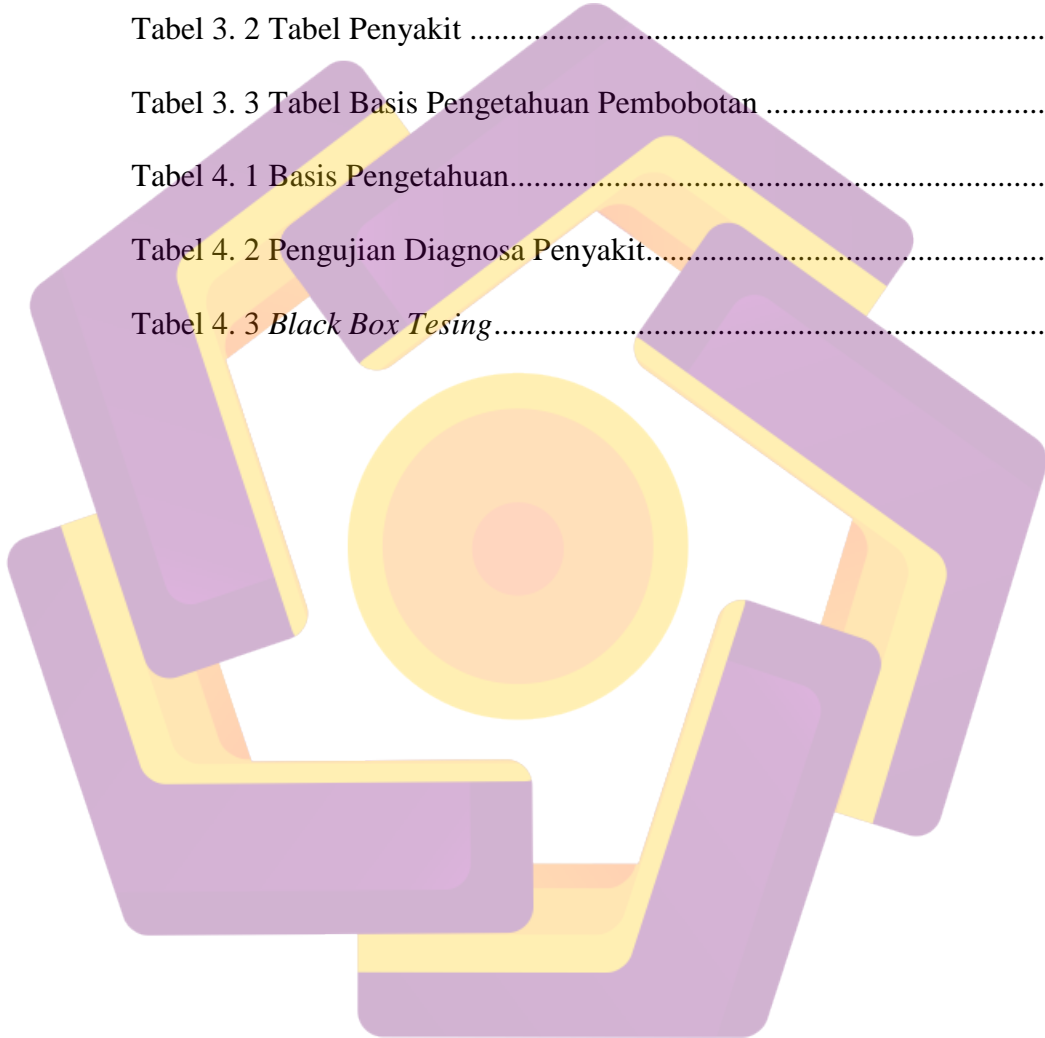 Tabel 3. 2 Tabel Penyakit ........................................................................
Tabel 3. 3 Tabel Basis Pengetahuan Pembobotan ...................................
Tabel 4. 1 Basis Pengetahuan...................................................................
Tabel 4. 2 Pengujian Diagnosa Penyakit..................................................
Tabel 4. 3 Black Box Tesing.....................................................................